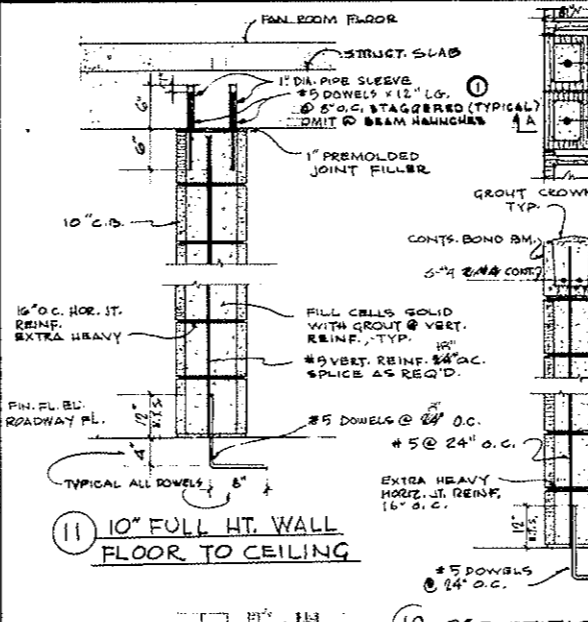 FAN ROOM FLOOR
STRUCT. SLAB
1" DIA. PIPE SLEEVE
#5 DOWELS x 12" LG.
@ 8" O.C. STAGGERED (TYPICAL)
OMIT @ BEAM HAUNCHES
1
A
6"
6"
1" PREMOLDED
JOINT FILLER
10" C.B.
GROUT CROWN
TYP.
CONTS. BOND BM.
CONT.
16" O.C. HOR. JT.
REINF.
EXTRA HEAVY
FILL CELLS SOLID
WITH GROUT @ VERT.
REINF., TYP.
#5 VERT. REINF. 24" O.C.
SPLICE AS REQ'D.
FIN. FL. EL.
ROADWAY FL.
12"
N.T.S.
4"
#5 DOWELS @ 24" O.C.
#5 @ 24" O.C.
TYPICAL ALL DOWELS
8"
EXTRA HEAVY
HORIZ. JT. REINF.
16" O.C.
12"
N.T.S.
#5 DOWELS
@ 24" O.C.
11 10" FULL HT. WALL
FLOOR TO CEILING